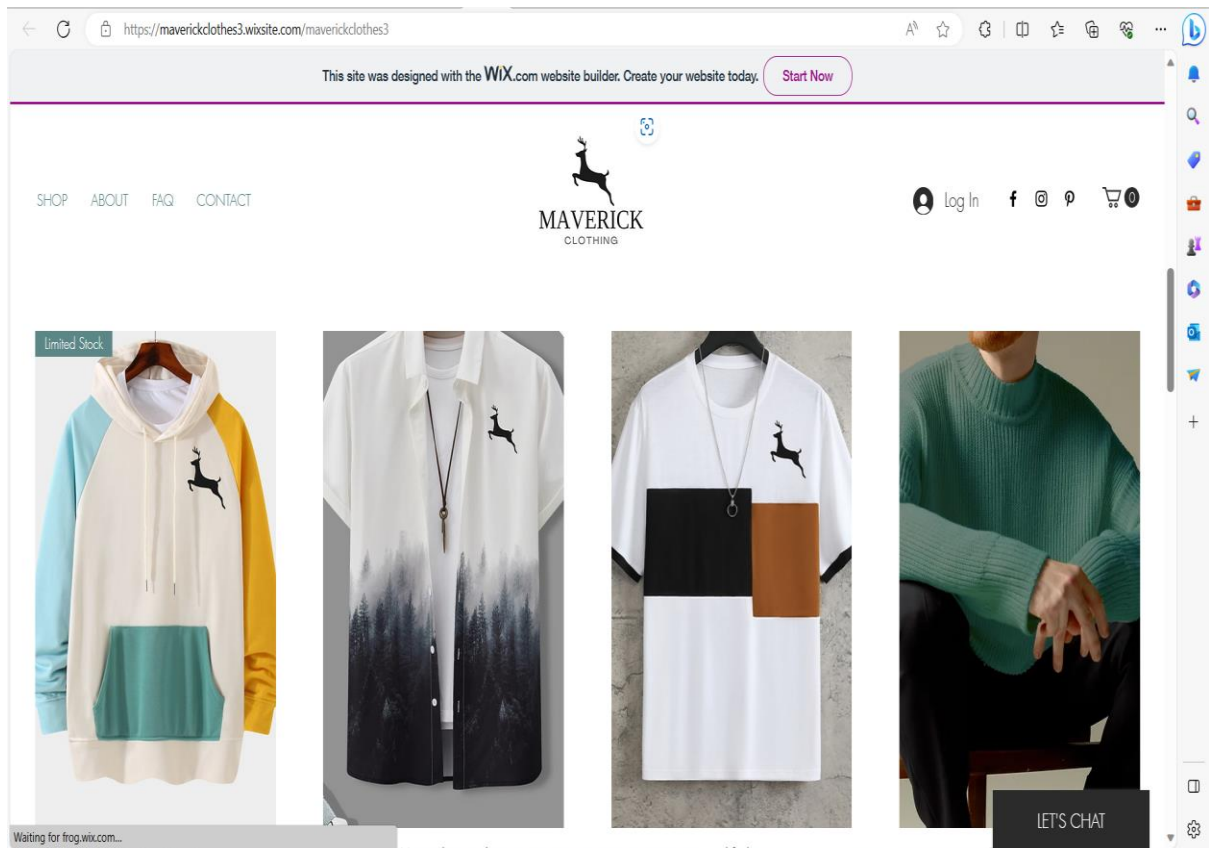 https://maverickclothes3.wixsite.com/maverickclothes3
This site was designed with the WiX.com website builder. Create your website today. Start Now
SHOP ABOUT FAQ CONTACT
MAVERICK
CLOTHING
Log In
0
Limited Stock
LET'S CHAT
Waiting for frog.wix.com...